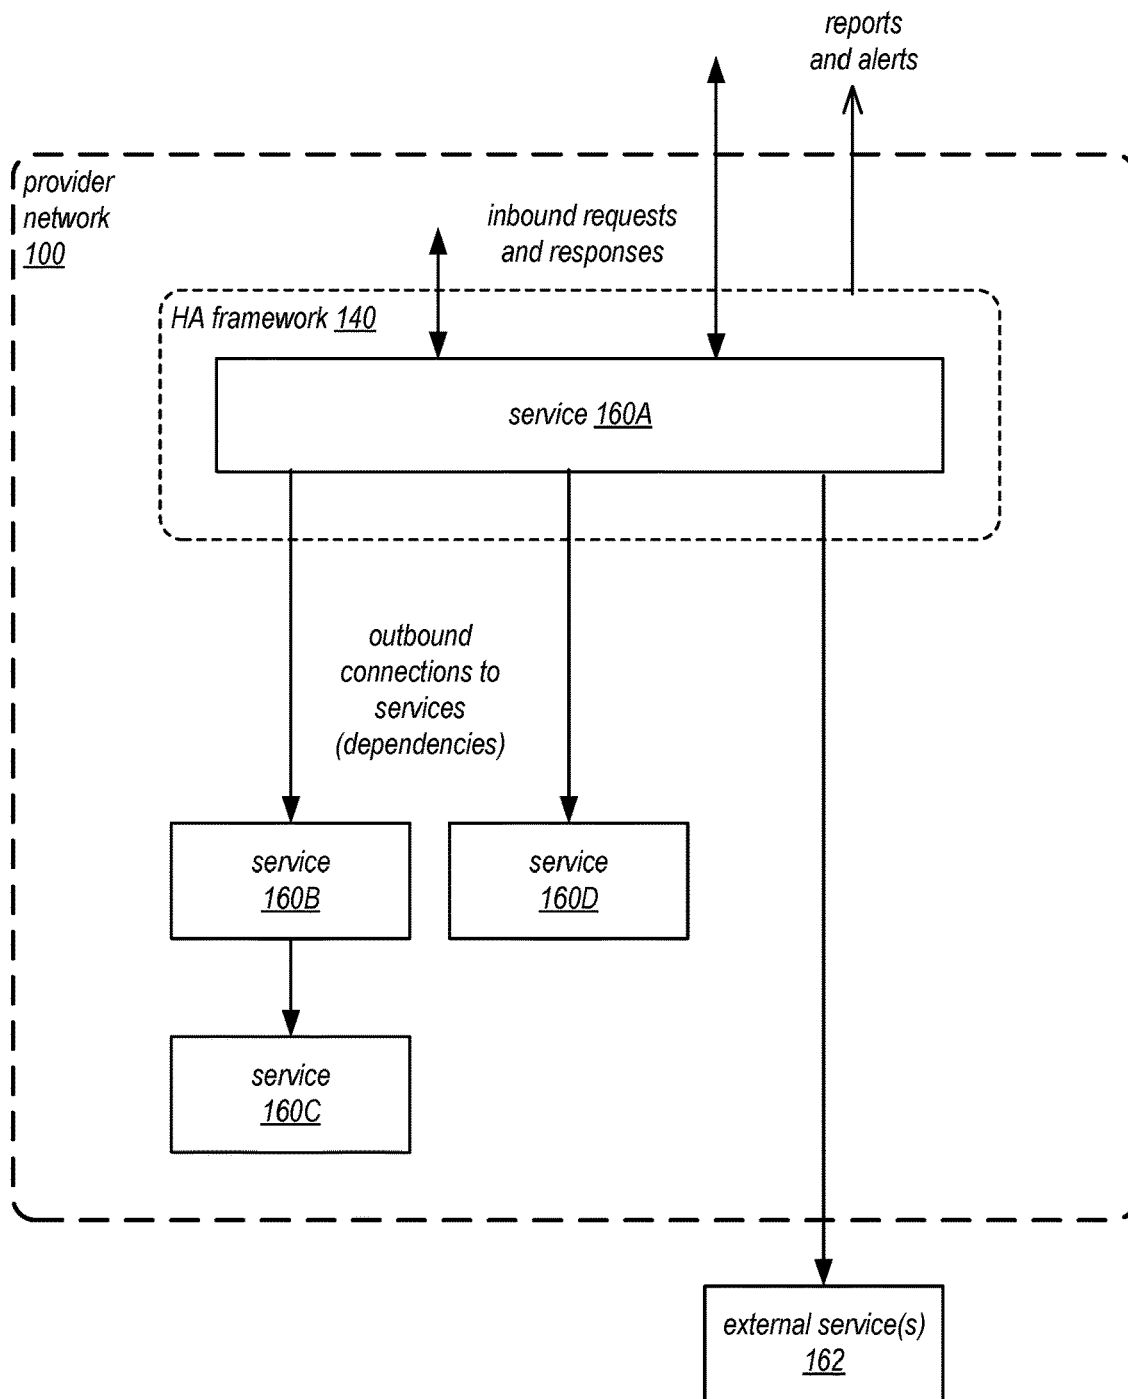 reports
and alerts
provider
network
100
inbound requests
and responses
HA framework 140
service 160A
outbound
connections to
services
(dependencies)
service
160B
service
160D
service
160C
external service(s)
162